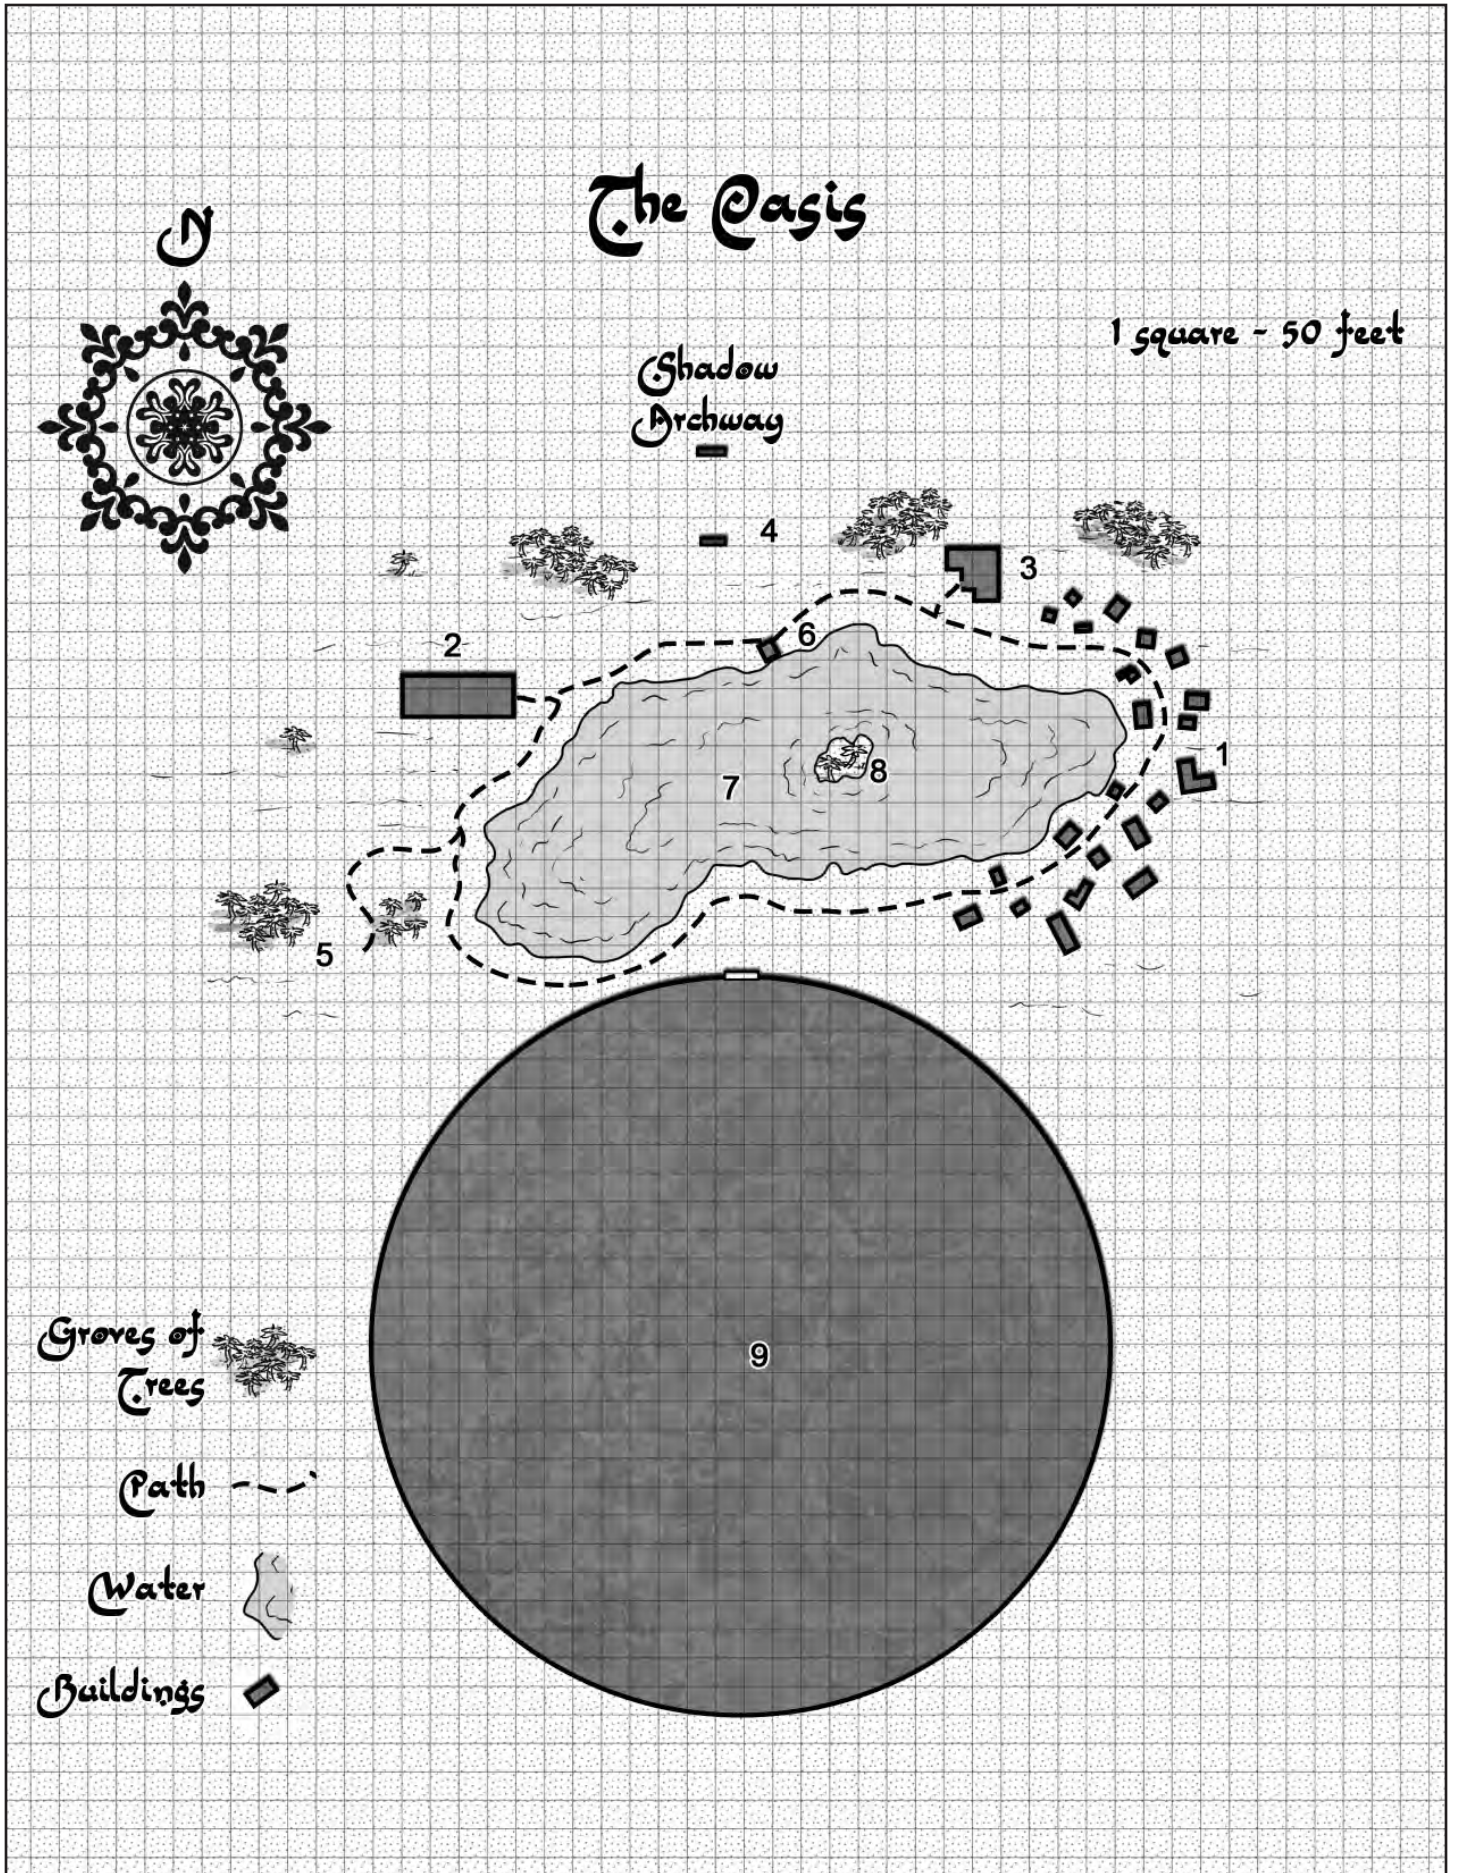 The Oasis
N
1 square - 50 feet
Shadow
Archway
4
3
6
2
1
8
7
5
9
Groves of
Trees
Path
Water
Buildings